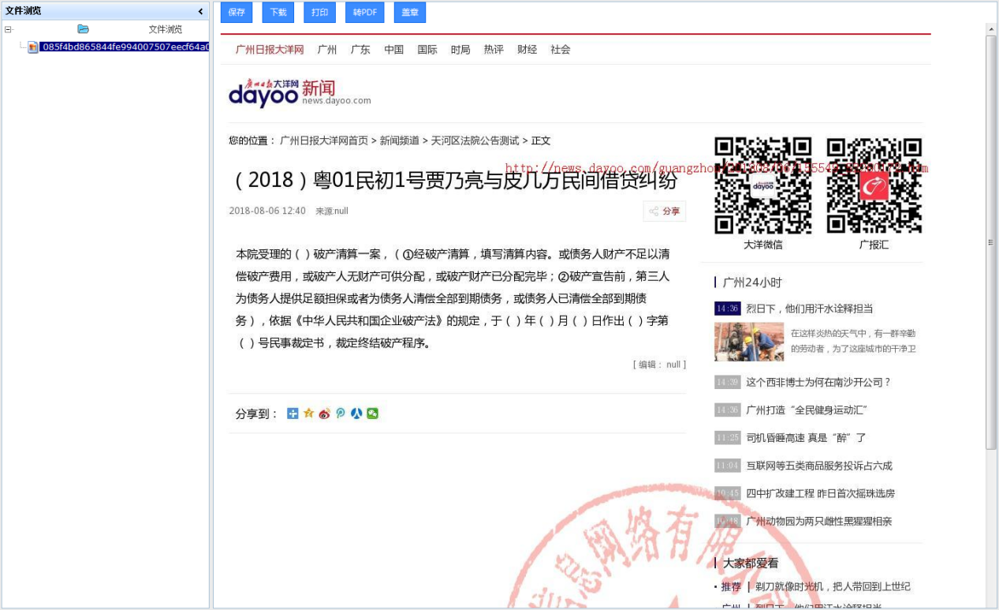 文件浏览
文件浏览
085f4bd865844fe994007507eecf64a0
保存 下载 打印 转PDF 盖章
广州日报大洋网 广州 广东 中国 国际 时局 热评 财经 社会
广州日报 大洋网
dayoo 新闻
news.dayoo.com
您的位置： 广州日报大洋网首页 > 新闻频道 > 天河区法院公告测试 > 正文
（2018）粤01民初1号贾乃亮与皮几万民间借贷纠纷
2018-08-06 12:40 来源:null
分享
本院受理的（ ）破产清算一案，（①经破产清算，填写清算内容。或债务人财产不足以清
偿破产费用，或破产人无财产可供分配，或破产财产已分配完毕；②破产宣告前，第三人
为债务人提供足额担保或者为债务人清偿全部到期债务，或债务人已清偿全部到期债
务），依据《中华人民共和国企业破产法》的规定，于（ ）年（ ）月（ ）日作出（ ）字第
（ ）号民事裁定书，裁定终结破产程序。
[ 编辑： null ]
分享到：
dayoo
大洋微信 广报汇
广州24小时
14:36 烈日下，他们用汗水诠释担当
在这样炎热的天气中，有一群辛勤
的劳动者，为了这座城市的干净卫
14:39 这个西非博士为何在南沙开公司？
14:36 广州打造“全民健身运动汇”
11:25 司机昏睡高速 真是“醉”了
11:04 互联网等五类商品服务投诉占六成
10:45 四中扩改建工程 昨日首次摇珠选房
广州动物园为两只雌性黑猩猩相亲
网络有限公司
大家都爱看
推荐 | 剃刀就像时光机，把人带回到上世纪
广州 | 烈日下，他们用汗水诠释担当